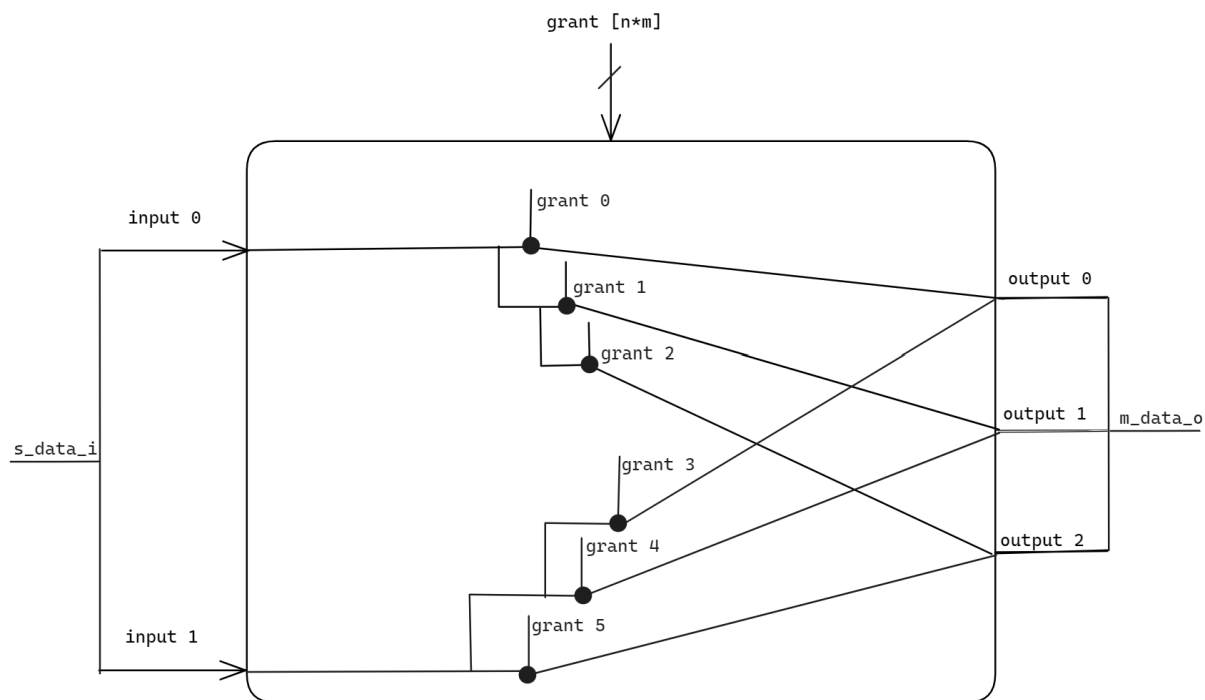 grant [n*m]
grant 0
input 0
output 0
grant 1
grant 2
output 1
m_data_o
s_data_i
grant 3
output 2
grant 4
input 1
grant 5